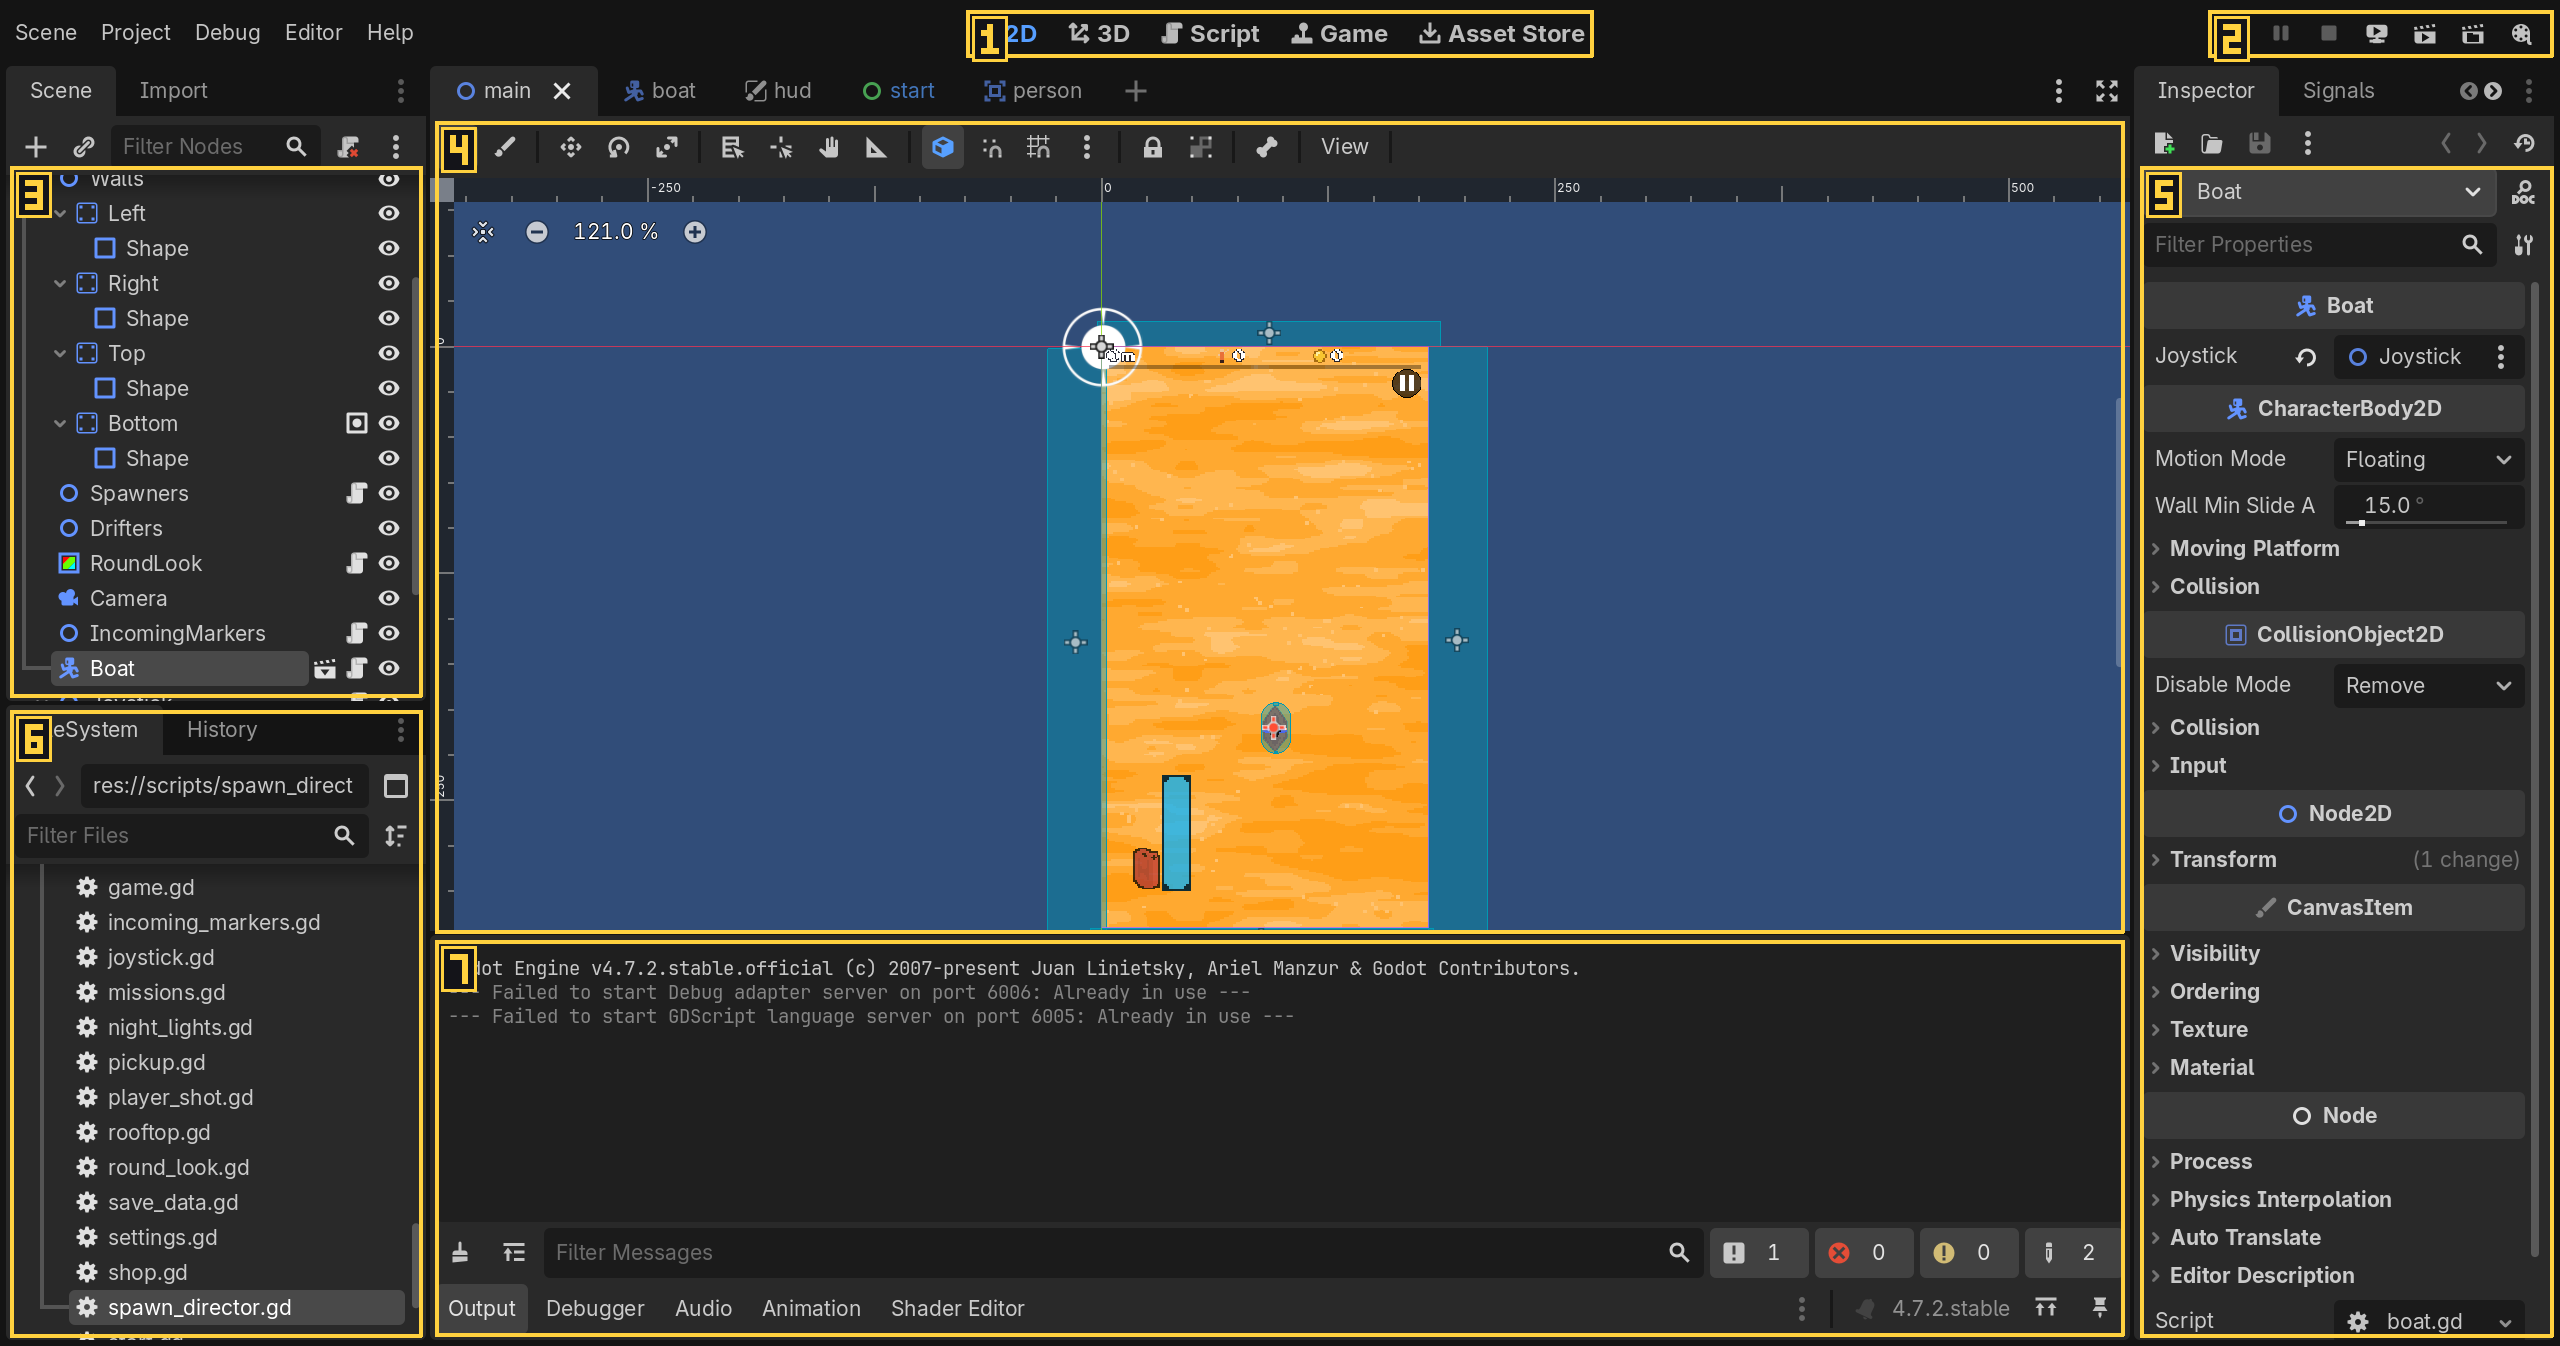 Scene Project Debug Editor Help
1 2D 3D Script Game Asset Store
2
Scene Import
main boat hud start person
Inspector Signals
Filter Nodes
4 View
3 Walls
Left
Shape
Right
Shape
Top
Shape
Bottom
Shape
Spawners
Drifters
RoundLook
Camera
IncomingMarkers
Boat
-250 0 250 500
121.0 %
0
250
0m 0 0
5 Boat
DOC
Filter Properties
Boat
Joystick Joystick
CharacterBody2D
Motion Mode Floating
Wall Min Slide A 15.0 °
Moving Platform
Collision
CollisionObject2D
Disable Mode Remove
Collision
Input
Node2D
Transform (1 change)
CanvasItem
Visibility
Ordering
Texture
Material
Node
Process
Physics Interpolation
Auto Translate
Editor Description
Script boat.gd
6 eSystem History
res://scripts/spawn_direct
Filter Files
game.gd
incoming_markers.gd
joystick.gd
missions.gd
night_lights.gd
pickup.gd
player_shot.gd
rooftop.gd
round_look.gd
save_data.gd
settings.gd
shop.gd
spawn_director.gd
7 dot Engine v4.7.2.stable.official (c) 2007-present Juan Linietsky, Ariel Manzur & Godot Contributors.
--- Failed to start Debug adapter server on port 6006: Already in use ---
--- Failed to start GDScript language server on port 6005: Already in use ---
Filter Messages 1 0 0 2
Output Debugger Audio Animation Shader Editor 4.7.2.stable